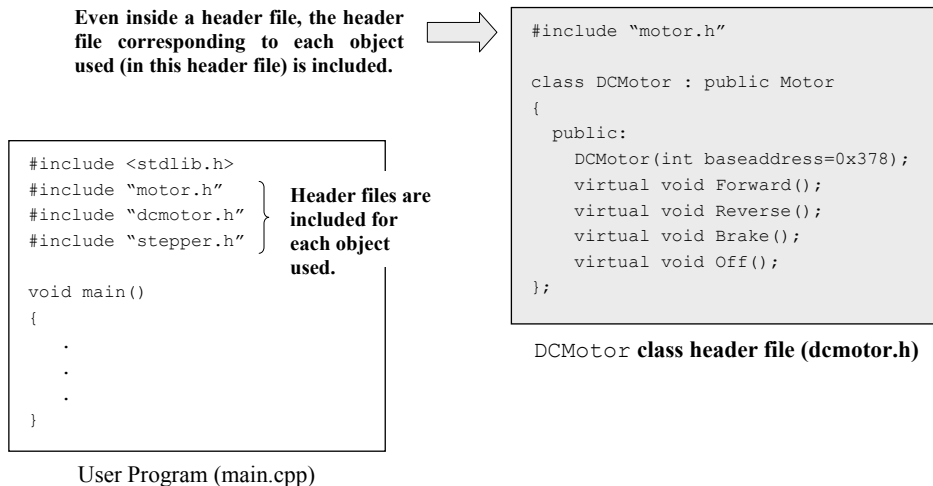 Even inside a header file, the header
file corresponding to each object
used (in this header file) is included.
#include “motor.h”
class DCMotor : public Motor
{
public:
DCMotor(int baseaddress=0x378);
virtual void Forward();
virtual void Reverse();
virtual void Brake();
virtual void Off();
};
DCMotor class header file (dcmotor.h)
#include <stdlib.h>
#include “motor.h”
#include “dcmotor.h”
#include “stepper.h”
void main()
{
.
.
.
}
Header files are
included for
each object
used.
User Program (main.cpp)